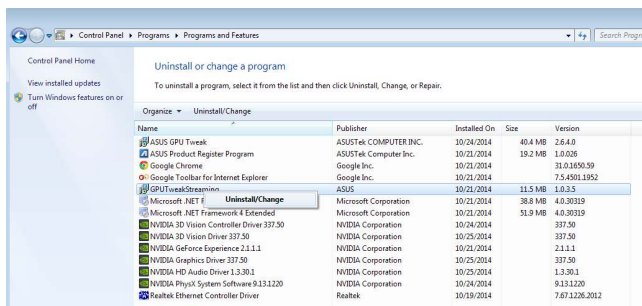 Control Panel ▸ Programs ▸ Programs and Features
Search Progr
Control Panel Home
View installed updates
Turn Windows features on or off
Uninstall or change a program
To uninstall a program, select it from the list and then click Uninstall, Change, or Repair.
Organize Uninstall/Change
Name Publisher Installed On Size Version
ASUS GPU Tweak ASUSTek COMPUTER INC. 10/24/2014 40.4 MB 2.6.4.0
ASUS Product Register Program ASUSTek Computer Inc. 10/21/2014 19.2 MB 1.0.026
Google Chrome Google Inc. 10/21/2014 31.0.1650.59
Google Toolbar for Internet Explorer Google Inc. 10/21/2014 7.5.4501.1952
GPUTweakStreaming ASUS 10/21/2014 11.5 MB 1.0.3.5
Microsoft .NET F Microsoft Corporation 10/21/2014 38.8 MB 4.0.30319
Uninstall/Change
Microsoft .NET Framework 4 Extended Microsoft Corporation 10/21/2014 51.9 MB 4.0.30319
NVIDIA 3D Vision Controller Driver 337.50 NVIDIA Corporation 10/24/2014 337.50
NVIDIA 3D Vision Driver 337.50 NVIDIA Corporation 10/25/2014 337.50
NVIDIA GeForce Experience 2.1.1.1 NVIDIA Corporation 10/21/2014 2.1.1.1
NVIDIA Graphics Driver 337.50 NVIDIA Corporation 10/25/2014 337.50
NVIDIA HD Audio Driver 1.3.30.1 NVIDIA Corporation 10/25/2014 1.3.30.1
NVIDIA PhysX System Software 9.13.1220 NVIDIA Corporation 10/24/2014 9.13.1220
Realtek Ethernet Controller Driver Realtek 10/19/2014 7.67.1226.2012